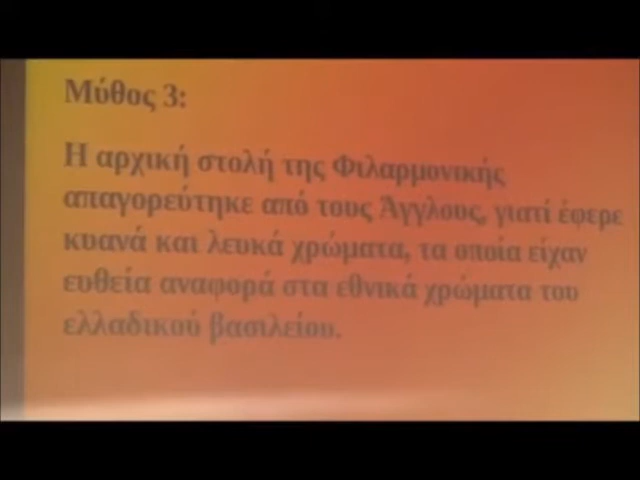 Μύθος 3:
Η αρχική στολή της Φιλαρμονικής
απαγορεύτηκε από τους Άγγλους, γιατί έφερε
κυανά και λευκά χρώματα, τα οποία είχαν
ευθεία αναφορά στα εθνικά χρώματα του
ελλαδικού βασιλείου.